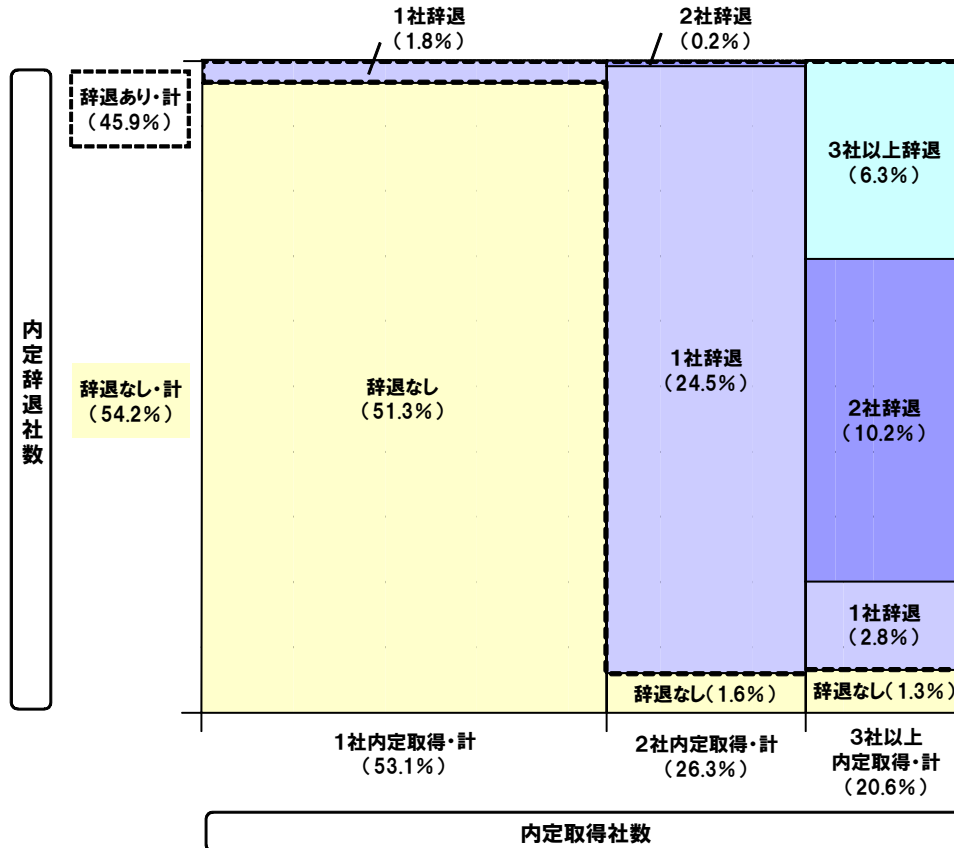 1社辞退
（1.8%）
2社辞退
（0.2%）
辞退あり・計
（45.9%）
3社以上辞退
（6.3%）
内定辞退社数
1社辞退
（24.5%）
辞退なし・計
（54.2%）
辞退なし
（51.3%）
2社辞退
（10.2%）
1社辞退
（2.8%）
辞退なし（1.6%）
辞退なし（1.3%）
1社内定取得・計
（53.1%）
2社内定取得・計
（26.3%）
3社以上
内定取得・計
（20.6%）
内定取得社数